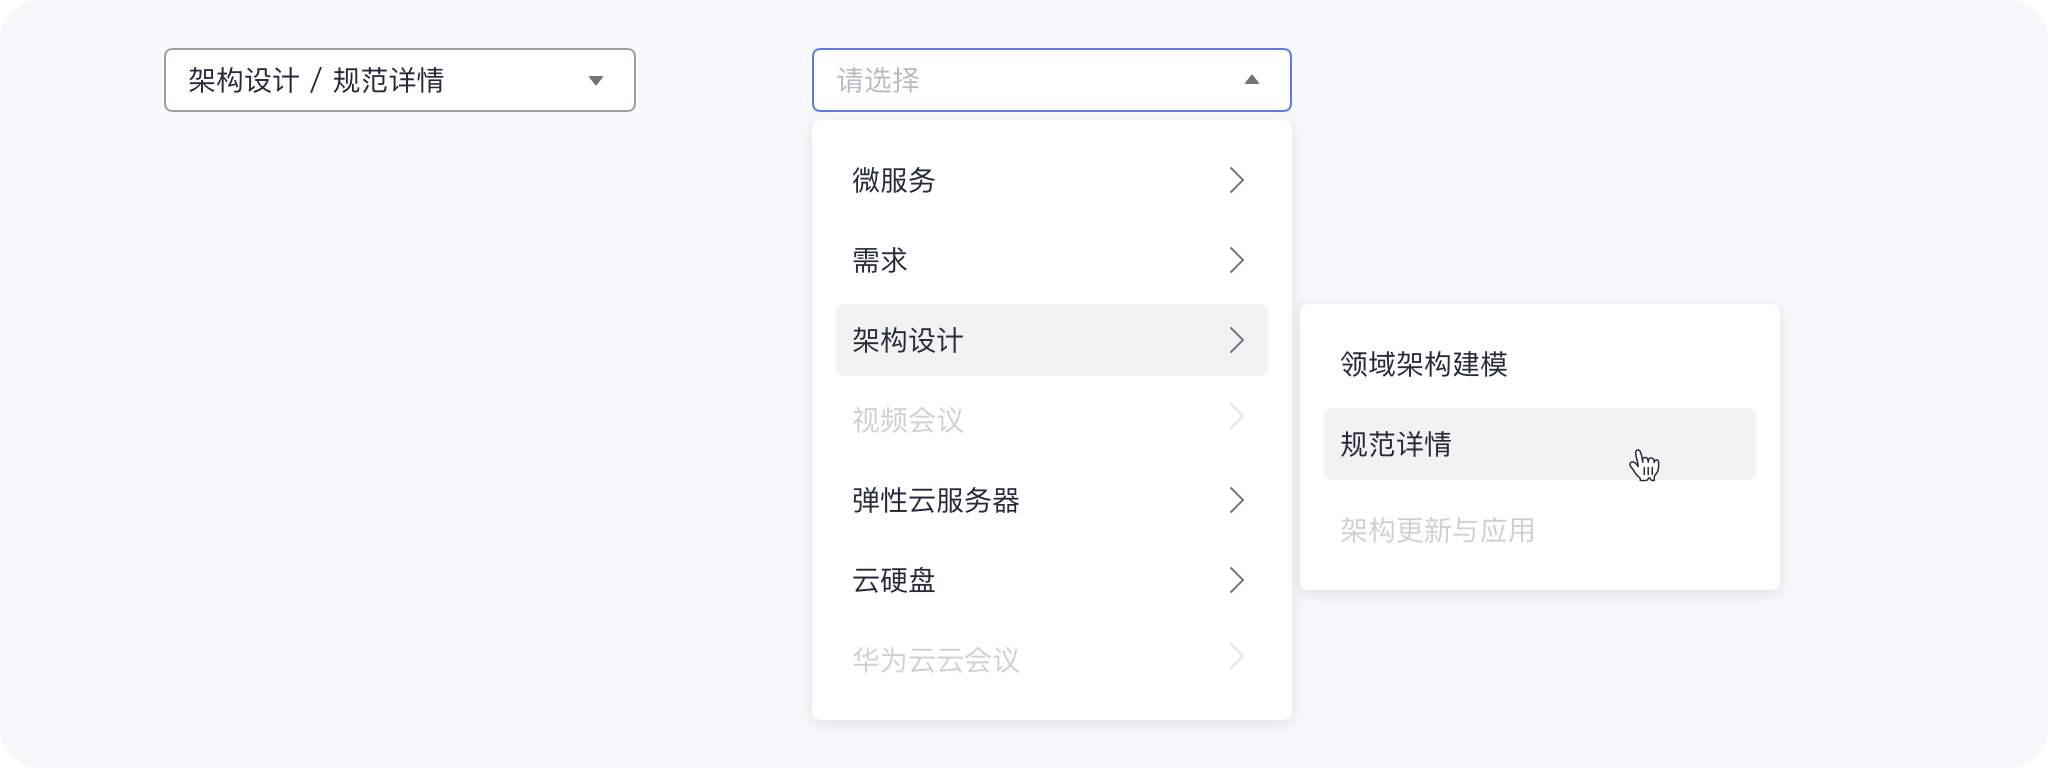 架构设计 / 规范详情
请选择
微服务
需求
架构设计
视频会议
弹性云服务器
云硬盘
华为云云会议
领域架构建模
规范详情
架构更新与应用